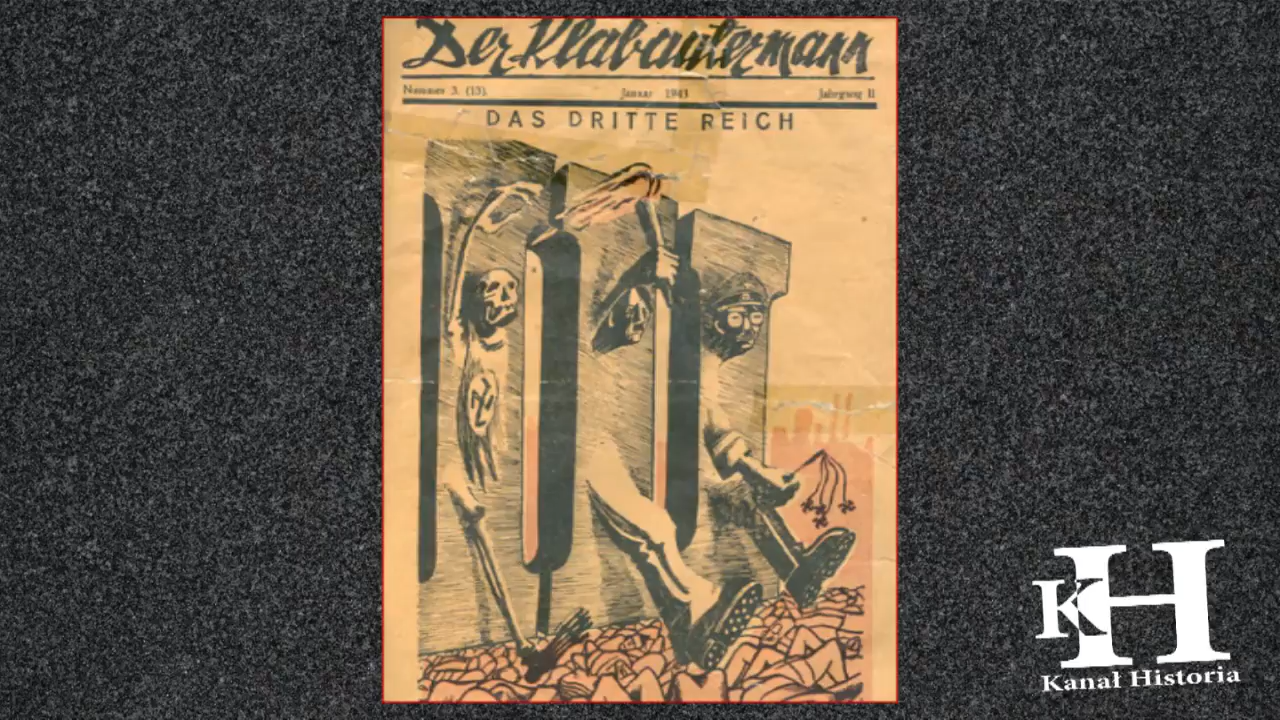 Der Klabautermann
Nummer 3. (13). Januar 1943 Jahrgang II
DAS DRITTE REICH
KH
Kanał Historia